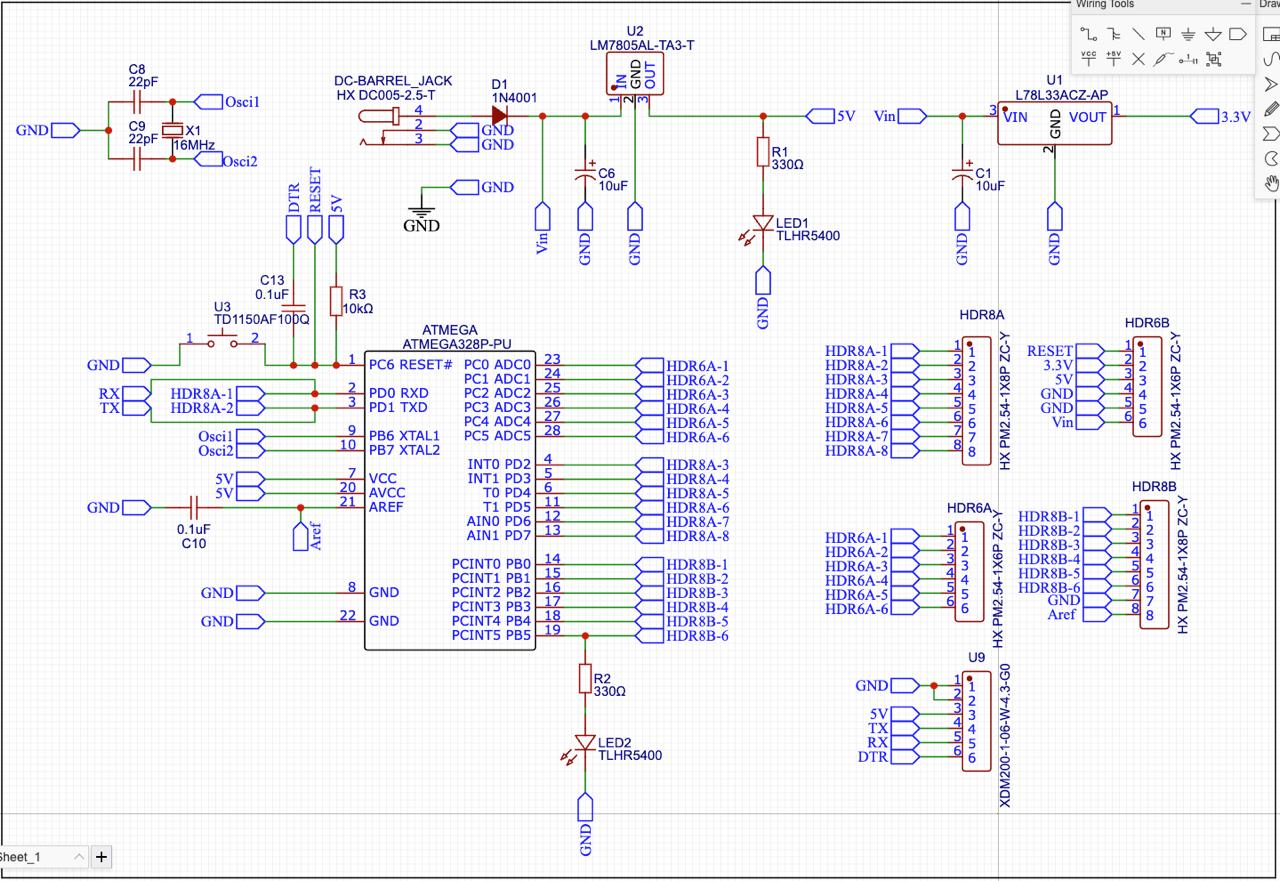 Wiring Tools
Draw
N
VCC
+5V
C8
22pF
Osci1
GND
C9
22pF
X1
16MHz
Osci2
DC-BARREL_JACK
HX DC005-2.5-T
4
2
3
GND
GND
GND
GND
D1
1N4001
U2
LM7805AL-TA3-T
IN
GND
OUT
1
2
3
5V
C6
10uF
Vin
GND
GND
R1
330Ω
LED1
TLHR5400
GND
Vin
C1
10uF
GND
U1
L78L33ACZ-AP
3
VIN
VOUT
1
GND
2
GND
3.3V
DTR
RESET
5V
C13
0.1uF
R3
10kΩ
U3
TD1150AF100Q
1
2
GND
RX
TX
HDR8A-1
HDR8A-2
Osci1
Osci2
5V
5V
GND
0.1uF
C10
Aref
GND
GND
ATMEGA
ATMEGA328P-PU
1 PC6 RESET# PC0 ADC0 23 HDR6A-1
PC1 ADC1 24 HDR6A-2
2 PD0 RXD PC2 ADC2 25 HDR6A-3
3 PD1 TXD PC3 ADC3 26 HDR6A-4
PC4 ADC4 27 HDR6A-5
9 PB6 XTAL1 PC5 ADC5 28 HDR6A-6
10 PB7 XTAL2
INT0 PD2 4 HDR8A-3
7 VCC INT1 PD3 5 HDR8A-4
20 AVCC T0 PD4 6 HDR8A-5
21 AREF T1 PD5 11 HDR8A-6
AIN0 PD6 12 HDR8A-7
AIN1 PD7 13 HDR8A-8
PCINT0 PB0 14 HDR8B-1
PCINT1 PB1 15 HDR8B-2
8 GND PCINT2 PB2 16 HDR8B-3
PCINT3 PB3 17 HDR8B-4
22 GND PCINT4 PB4 18 HDR8B-5
PCINT5 PB5 19 HDR8B-6
R2
330Ω
LED2
TLHR5400
GND
HDR8A
HDR8A-1 1 1
HDR8A-2 2 2
HDR8A-3 3 3
HDR8A-4 4 4
HDR8A-5 5 5
HDR8A-6 6 6
HDR8A-7 7 7
HDR8A-8 8 8
HX PM2.54-1X8P ZC-Y
HDR6B
RESET 1 1
3.3V 2 2
5V 3 3
GND 4 4
GND 5 5
Vin 6 6
HX PM2.54-1X6P ZC-Y
HDR6A
HDR6A-1 1 1
HDR6A-2 2 2
HDR6A-3 3 3
HDR6A-4 4 4
HDR6A-5 5 5
HDR6A-6 6 6
HX PM2.54-1X6P ZC-Y
HDR8B
HDR8B-1 1 1
HDR8B-2 2 2
HDR8B-3 3 3
HDR8B-4 4 4
HDR8B-5 5 5
HDR8B-6 6 6
GND 7 7
Aref 8 8
HX PM2.54-1X8P ZC-Y
U9
GND 1 1
2 2
5V 3 3
TX 4 4
RX 5 5
DTR 6 6
XDM200-1-06-W-4.3-G0
Sheet_1
+